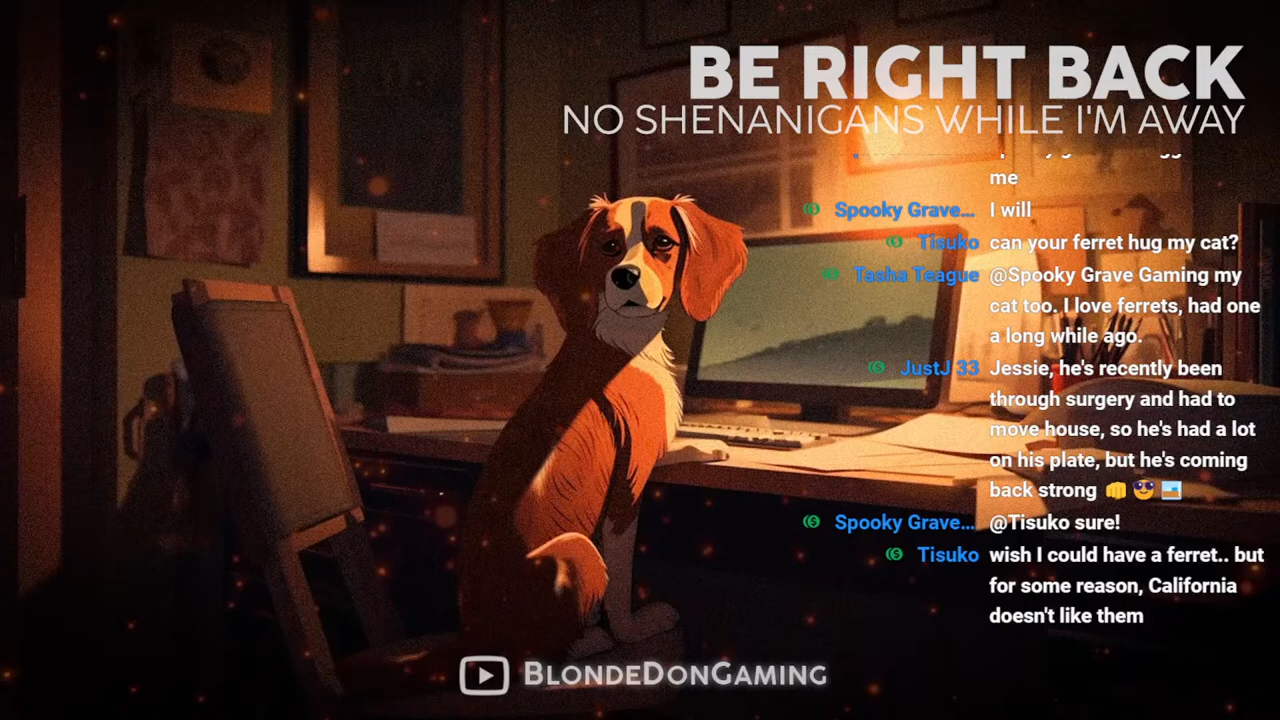 BE RIGHT BACK
NO SHENANIGANS WHILE I'M AWAY
me
Spooky Grave... I will
Tisuko can your ferret hug my cat?
Tasha Teague @Spooky Grave Gaming my
cat too. I love ferrets, had one
a long while ago.
JustJ 33 Jessie, he's recently been
through surgery and had to
move house, so he's had a lot
on his plate, but he's coming
back strong 👊 😎 🖼️
Spooky Grave... @Tisuko sure!
Tisuko wish I could have a ferret.. but
for some reason, California
doesn't like them
BLONDEDONGAMING